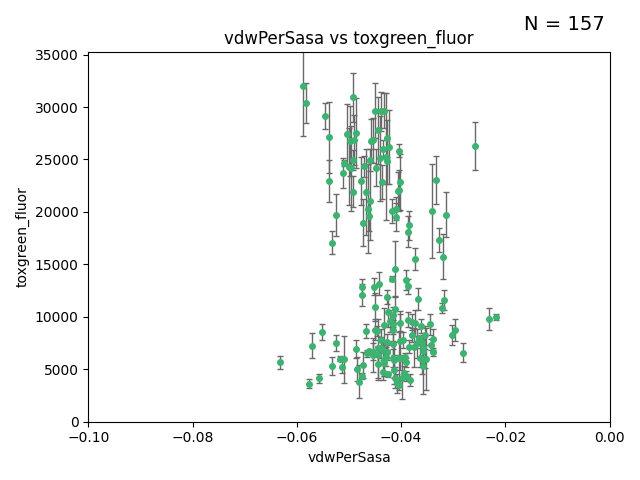 N = 157
vdwPerSasa vs toxgreen_fluor
35000
30000
25000
20000
15000
10000
5000
0
toxgreen_fluor
−0.10 −0.08 −0.06 −0.04 −0.02 0.00
vdwPerSasa